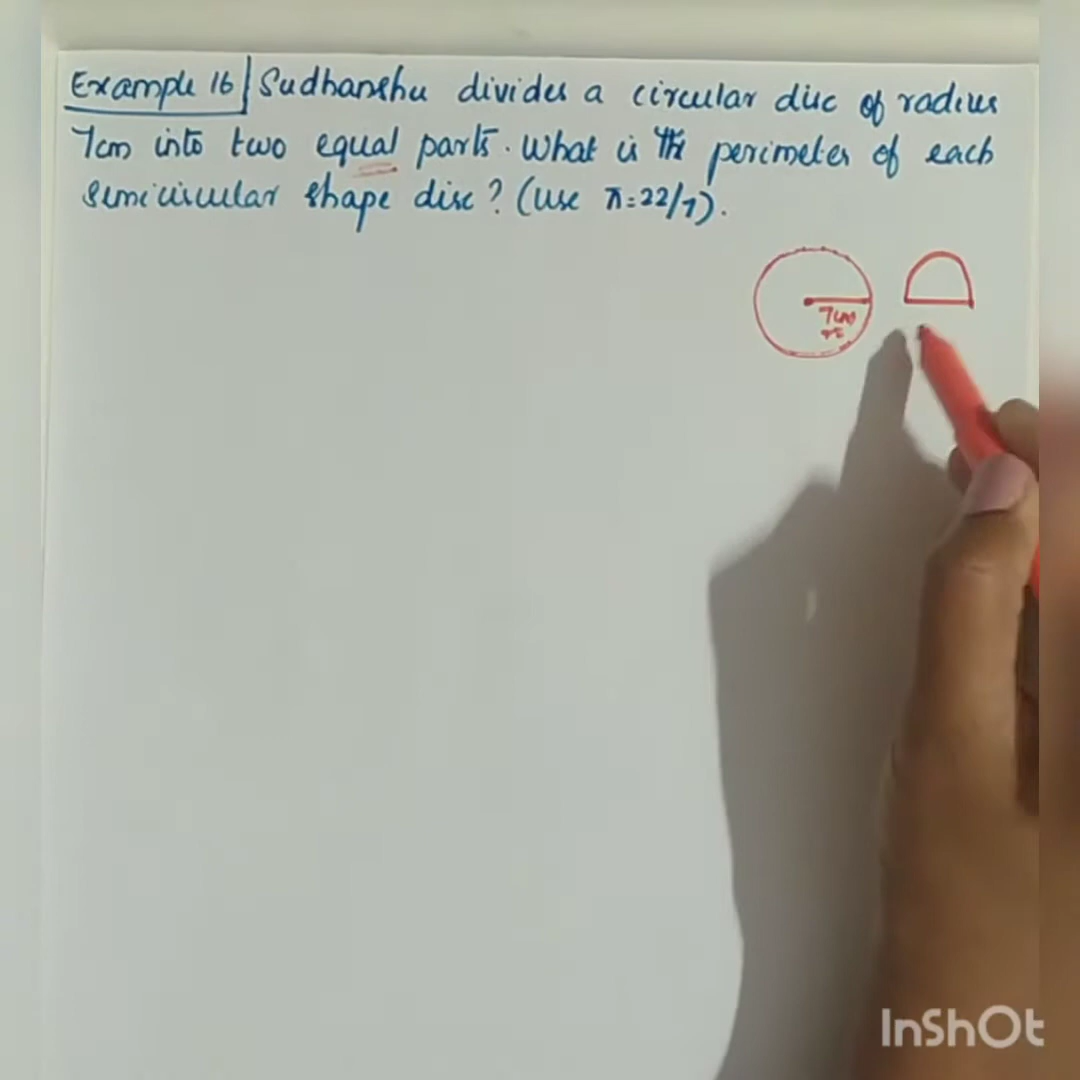 Example 16 Sudhanshu divides a circular disc of radius
7cm into two equal parts. What is the perimeter of each
semicircular shape disc? (Use π=22/7).
7cm
InShOt